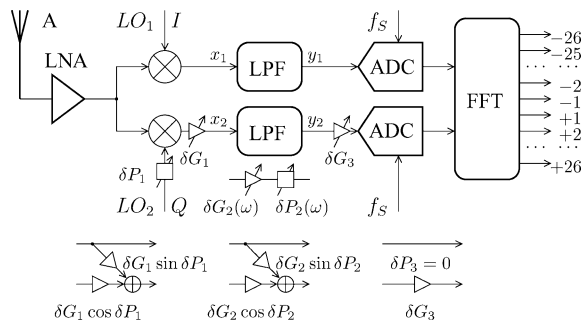 A
LO₁ I
f_S
LNA
x₁
LPF
y₁
ADC
FFT
−26
−25
... ...
−2
−1
+1
+2
... ...
+26
x₂
δG₁
LPF
y₂
δG₃
ADC
δP₁
LO₂ Q
δG₂(ω) δP₂(ω)
f_S
δG₁ sin δP₁
δG₁ cos δP₁
δG₂ sin δP₂
δG₂ cos δP₂
δP₃ = 0
δG₃